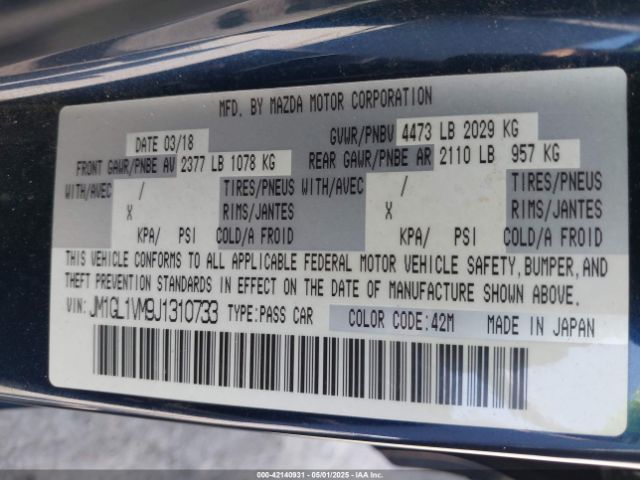 MFD. BY MAZDA MOTOR CORPORATION
DATE 03/18 GVWR/PNBV 4473 LB 2029 KG
FRONT GAWR/PNBE AV 2377 LB 1078 KG REAR GAWR/PNBE AR 2110 LB 957 KG
WITH/AVEC / TIRES/PNEUS WITH/AVEC / TIRES/PNEUS
X RIMS/JANTES X RIMS/JANTES
KPA/ PSI COLD/A FROID KPA/ PSI COLD/A FROID
THIS VEHICLE CONFORMS TO ALL APPLICABLE FEDERAL MOTOR VEHICLE SAFETY, BUMPER, AND
THEFT PREVENTION STANDARDS IN EFFECT ON THE DATE OF MANUFACTURE SHOWN ABOVE.
VIN: JM1GL1VM9J1310733 TYPE: PASS CAR COLOR CODE: 42M MADE IN JAPAN
000-42140931 - 05/01/2025 - IAA, Inc.